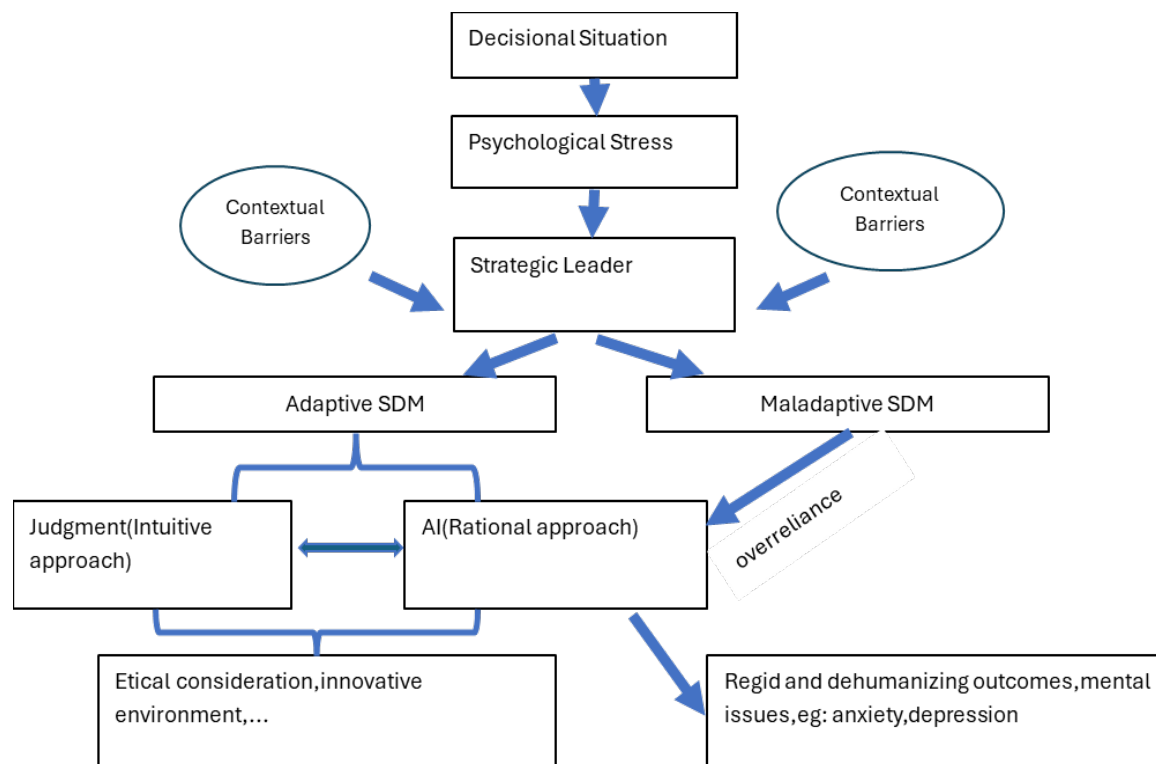 Decisional Situation
Psychological Stress
Contextual
Barriers
Contextual
Barriers
Strategic Leader
Adaptive SDM
Maladaptive SDM
Judgment(Intuitive
approach)
AI(Rational approach)
overreliance
Etical consideration,innovative
environment,...
Regid and dehumanizing outcomes,mental
issues,eg: anxiety,depression